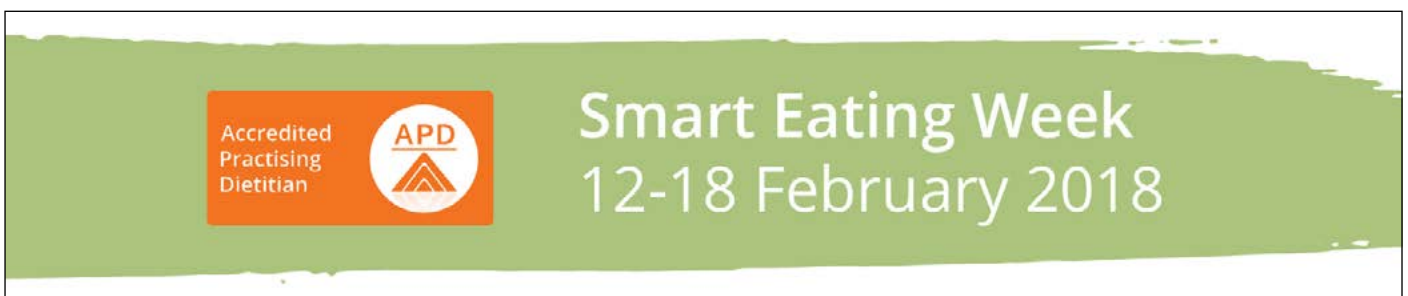 Accredited
Practising
Dietitian
APD
Smart Eating Week
12-18 February 2018